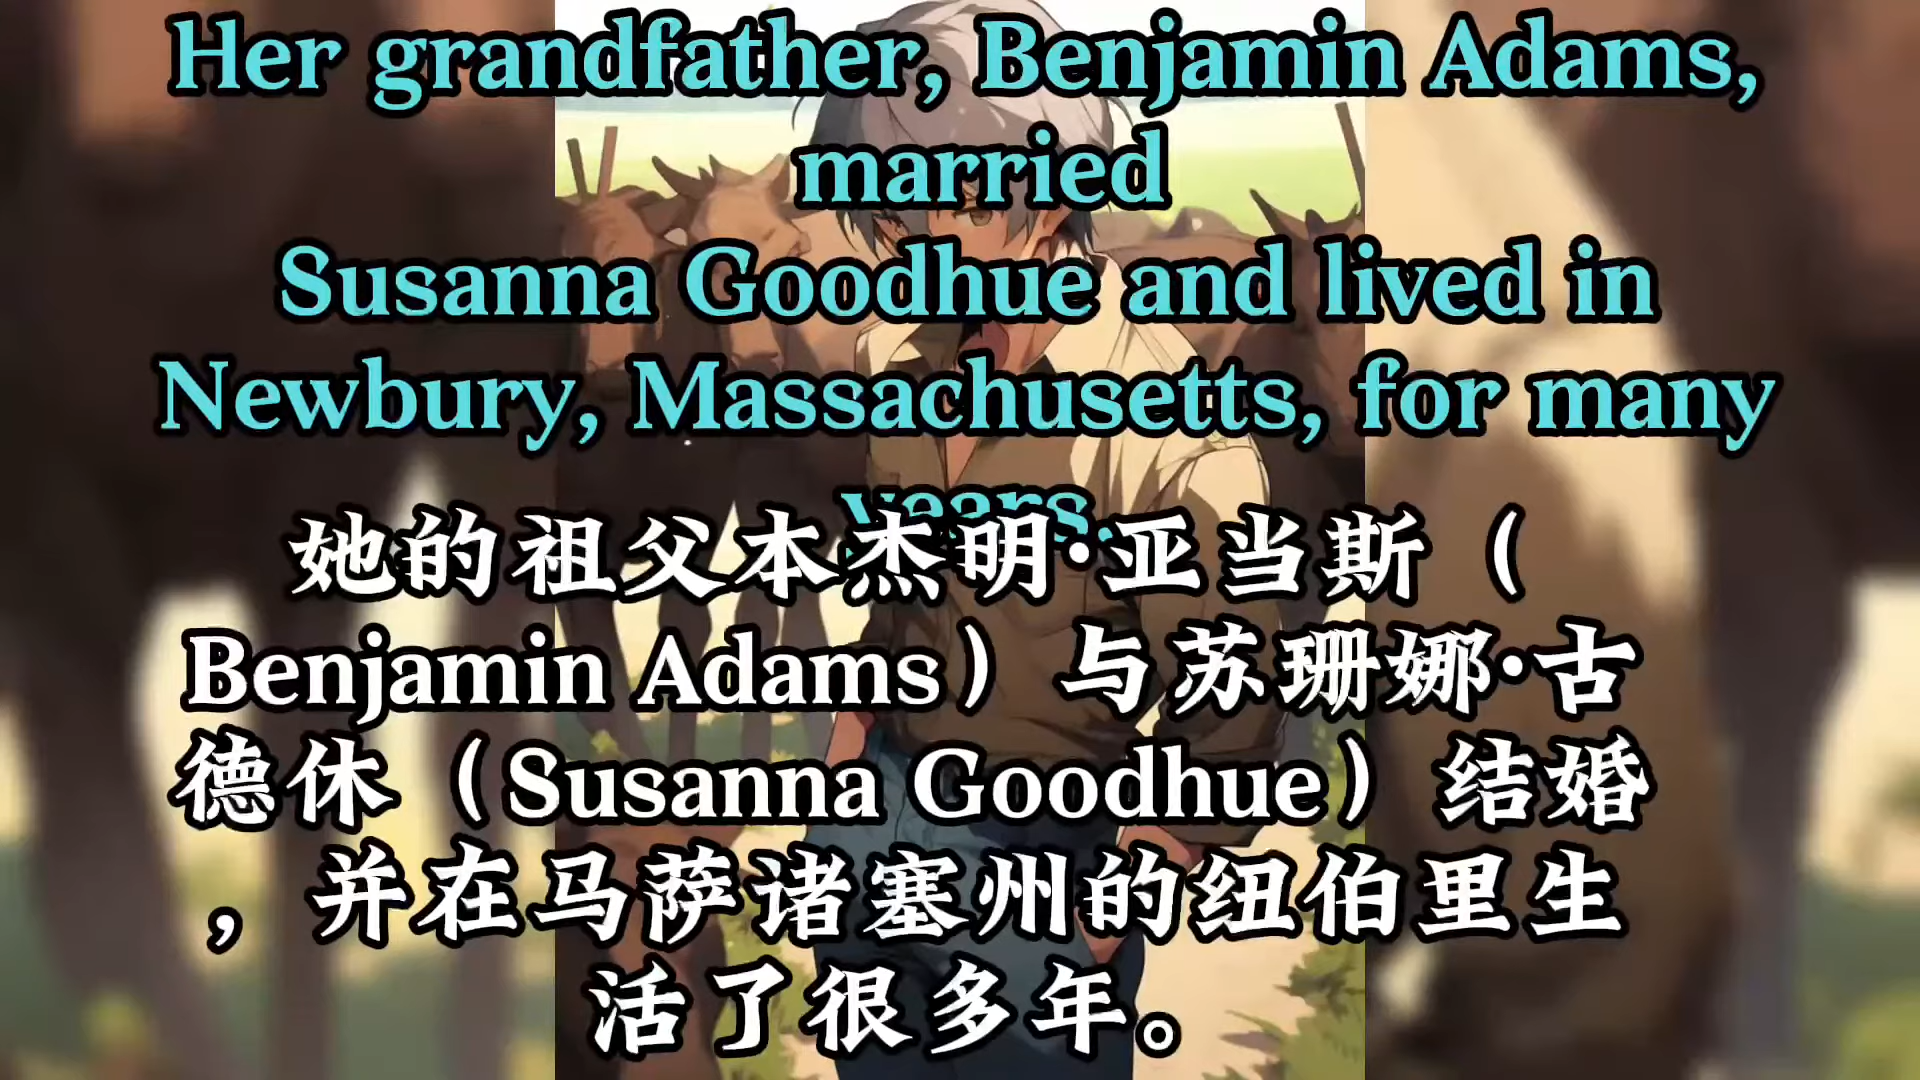 Her grandfather, Benjamin Adams,
married
Susanna Goodhue and lived in
Newbury, Massachusetts, for many
years.
她的祖父本杰明·亚当斯（
Benjamin Adams）与苏珊娜·古
德休（Susanna Goodhue）结婚
，并在马萨诸塞州的纽伯里生
活了很多年。